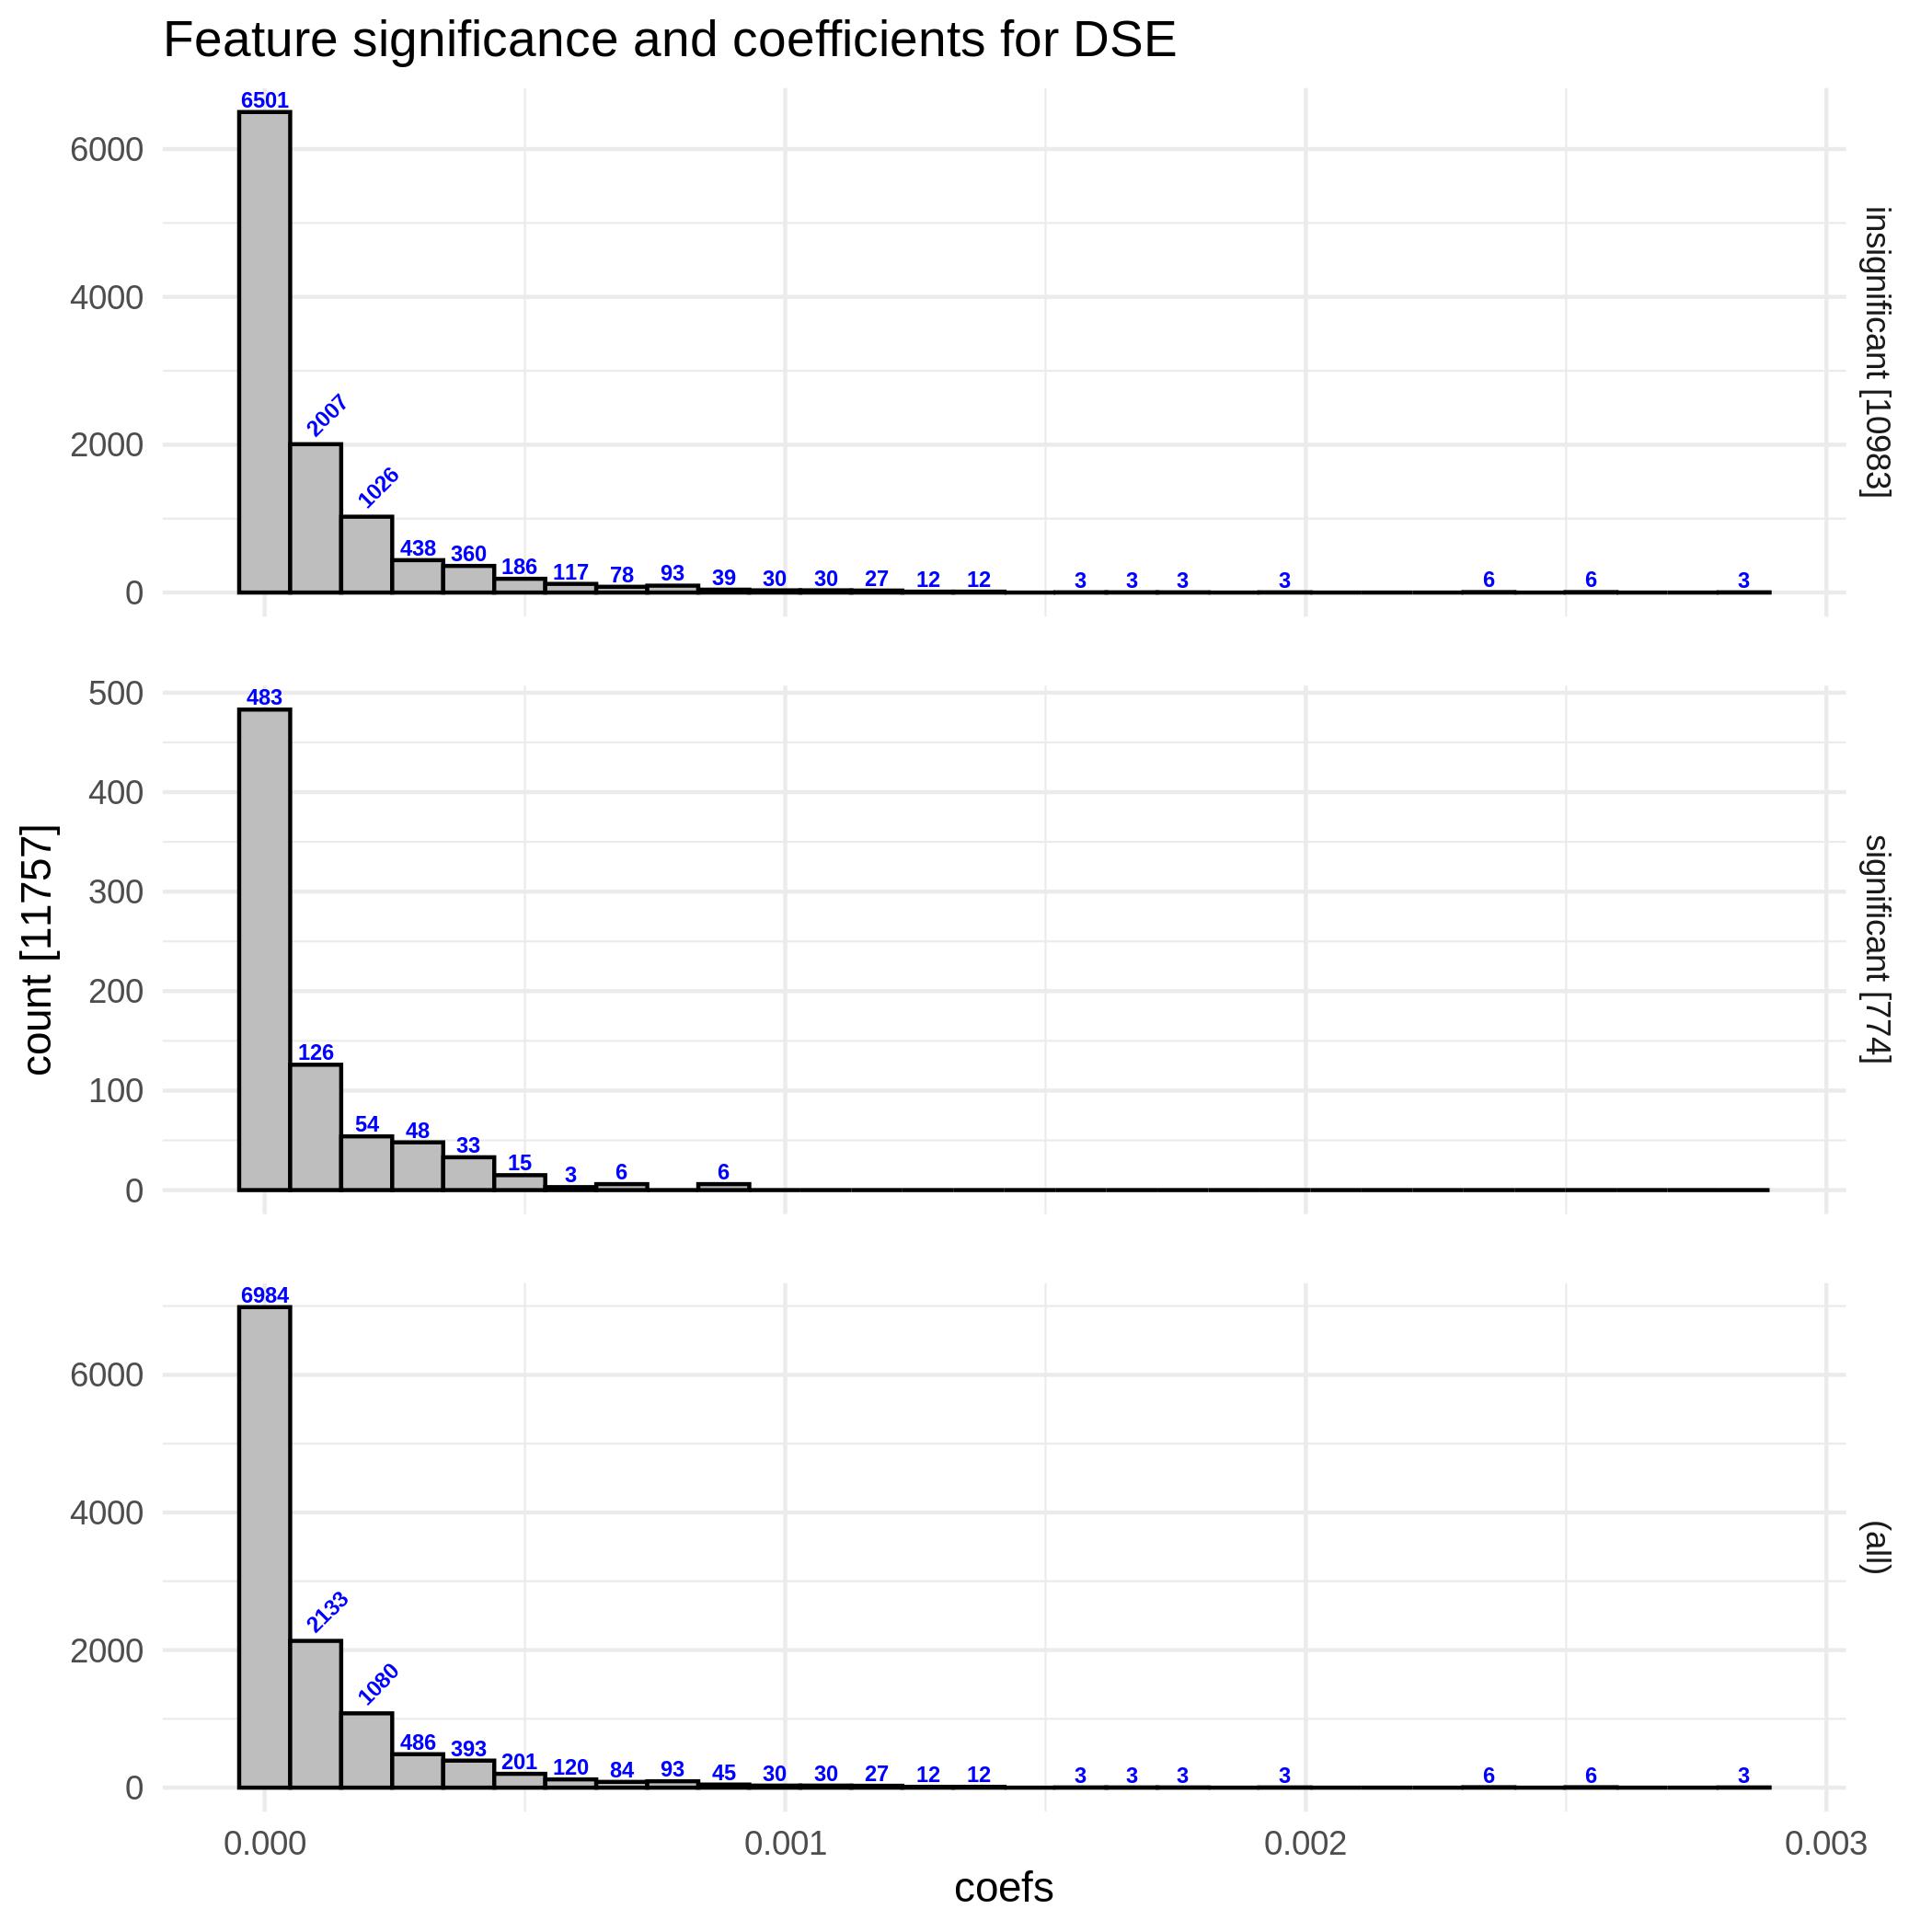 Feature significance and coefficients for DSE
6501
6000
4000
2007
2000
1026
438 360 186 117 78 93 39 30 30 27 12 12 3 3 3 3 6 6 3
0
insignificant [10983]
500
483
400
300
200
126
100
54 48 33 15 3 6 6
0
significant [774]
count [11757]
6984
6000
4000
2133
2000
1080
486 393 201 120 84 93 45 30 30 27 12 12 3 3 3 3 6 6 3
0
(all)
0.000 0.001 0.002 0.003
coefs